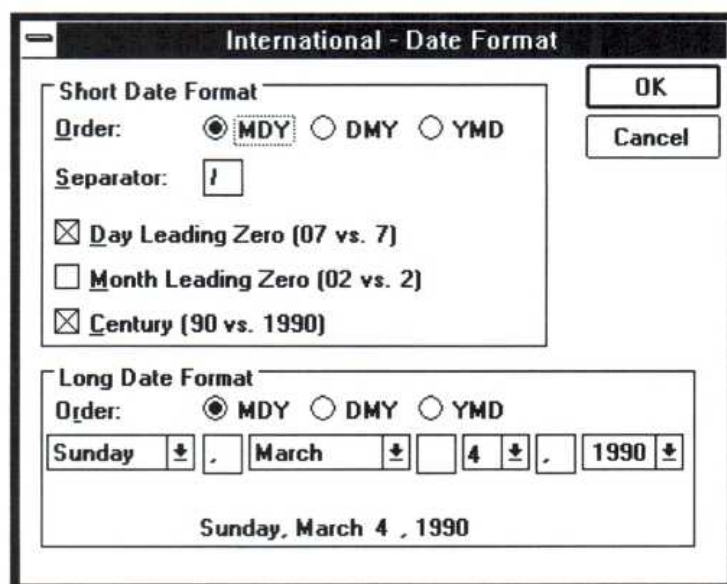 International - Date Format
Short Date Format
Order: MDY DMY YMD
Separator: /
Day Leading Zero (07 vs. 7)
Month Leading Zero (02 vs. 2)
Century (90 vs. 1990)
OK
Cancel
Long Date Format
Order: MDY DMY YMD
Sunday , March 4 , 1990
Sunday, March 4 , 1990